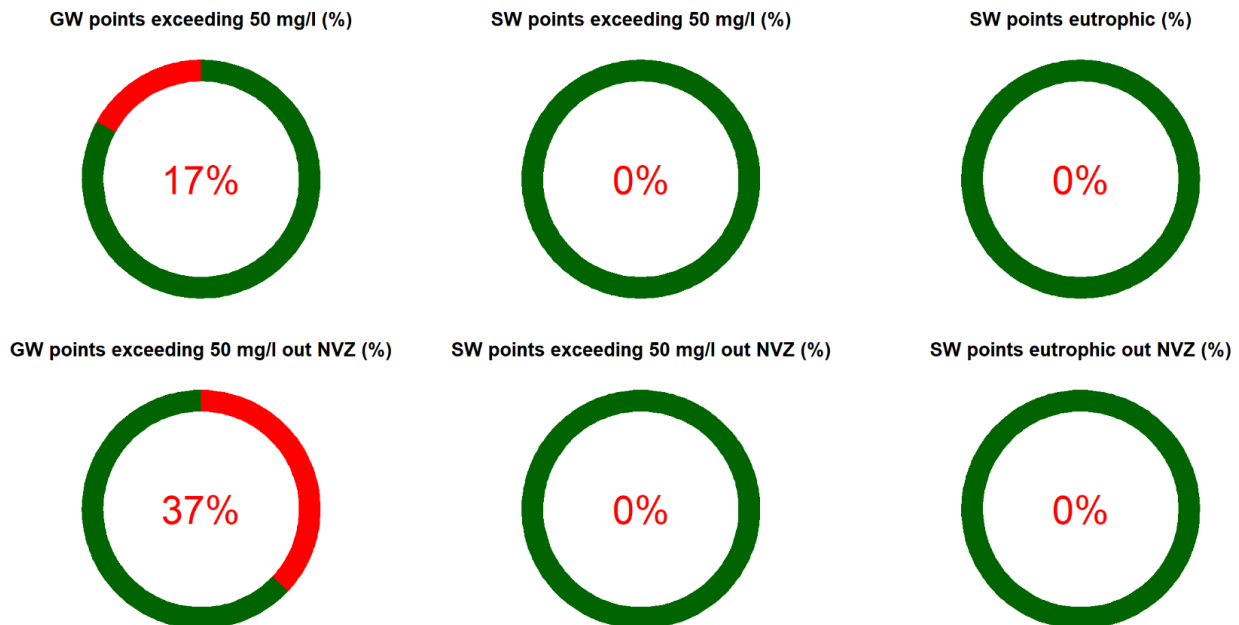 GW points exceeding 50 mg/l (%)
SW points exceeding 50 mg/l (%)
SW points eutrophic (%)
17%
0%
0%
GW points exceeding 50 mg/l out NVZ (%)
SW points exceeding 50 mg/l out NVZ (%)
SW points eutrophic out NVZ (%)
37%
0%
0%